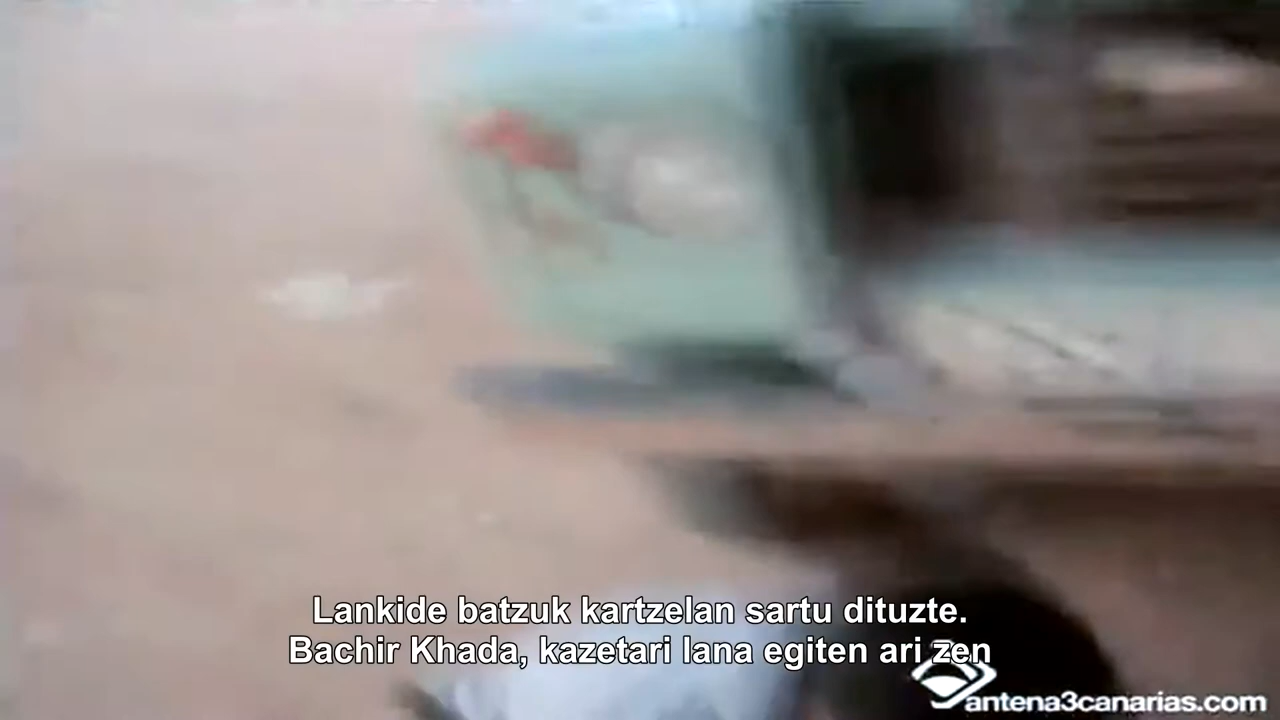 Lankide batzuk kartzelan sartu dituzte.
Bachir Khada, kazetari lana egiten ari zen
antena3canarias.com